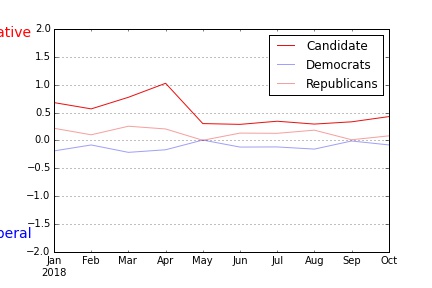 ative
2.0
1.5
1.0
0.5
0.0
−0.5
−1.0
−1.5
−2.0
beral
Candidate
Democrats
Republicans
Jan Feb Mar Apr May Jun Jul Aug Sep Oct
2018